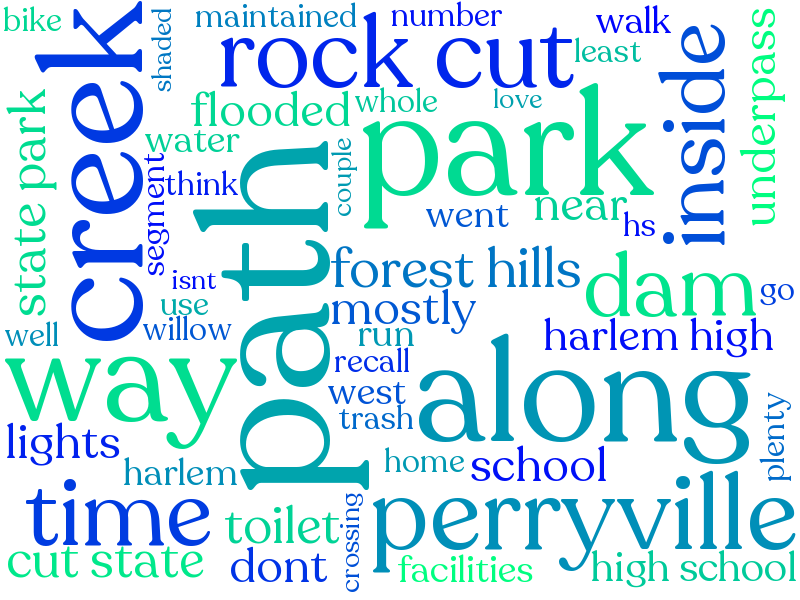 bike
shaded
maintained
number
walk
rock cut
least
inside
underpass
creek
state park
flooded
whole
love
park
water
couple
segment
think
path
went
near
hs
isnt
forest hills
dam
go
use
mostly
well
willow
run
harlem high
way
recall
along
west
trash
plenty
lights
harlem
home
school
time
toilet
crossing
perryville
cut state
dont
facilities
high school